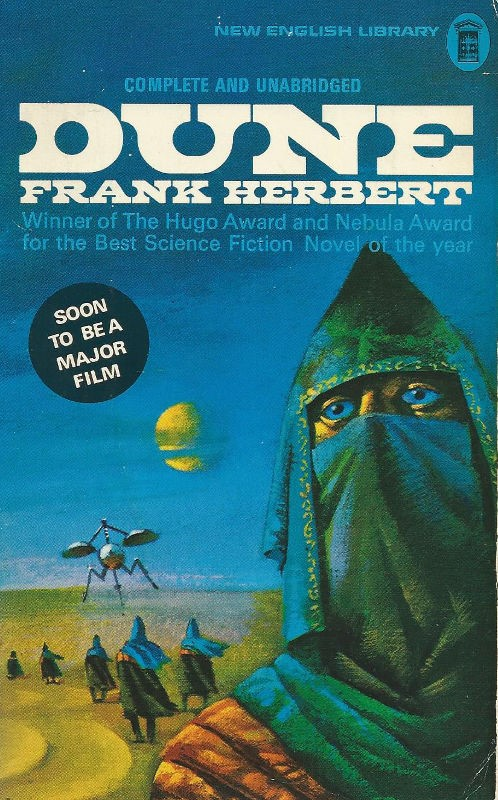 NEW ENGLISH LIBRARY
COMPLETE AND UNABRIDGED
DUNE
FRANK HERBERT
Winner of The Hugo Award and Nebula Award
for the Best Science Fiction Novel of the year
SOON
TO BE A
MAJOR
FILM